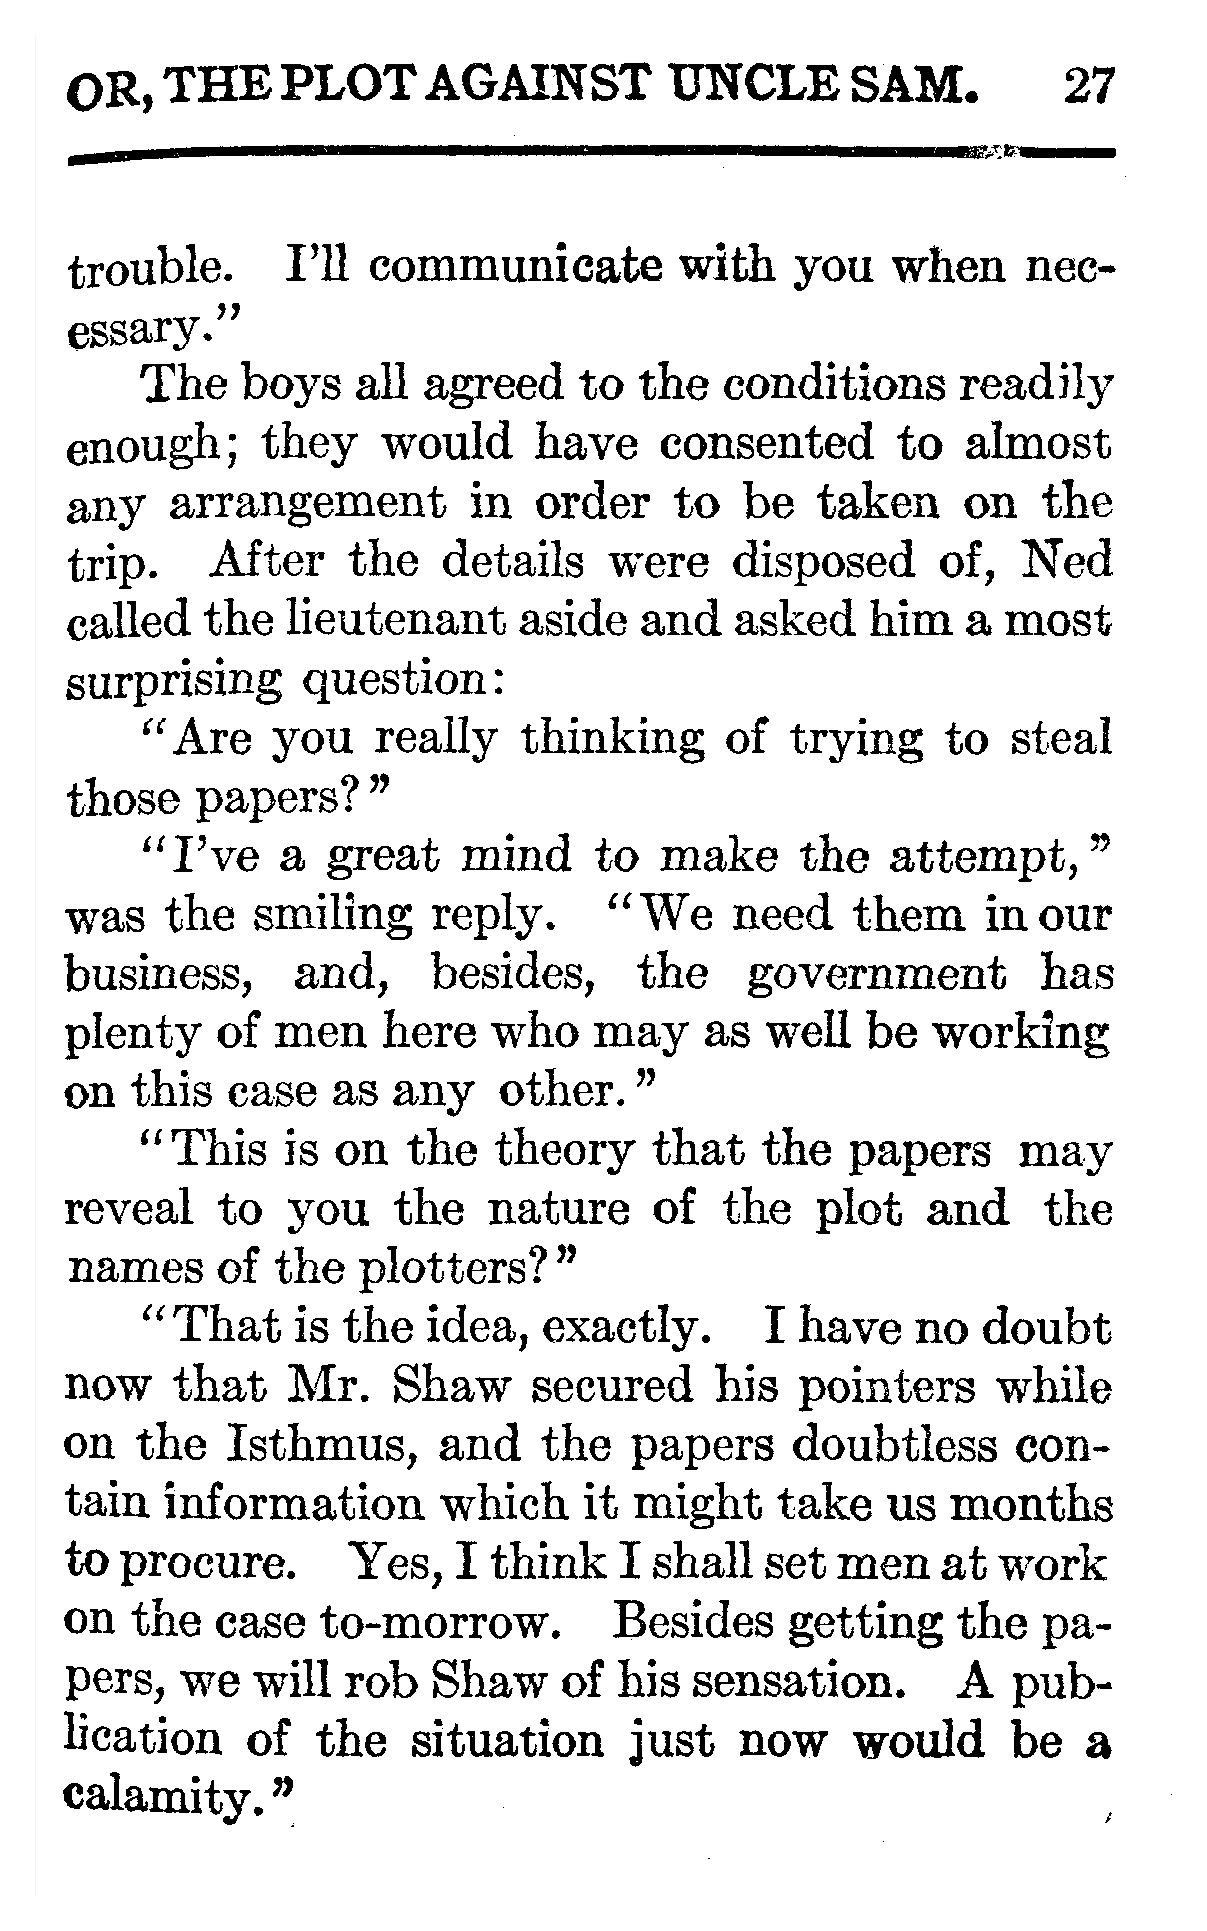 OR, THE PLOT AGAINST UNCLE SAM. 27
trouble. I'll communicate with you when nec-
essary."
The boys all agreed to the conditions readily
enough; they would have consented to almost
any arrangement in order to be taken on the
trip. After the details were disposed of, Ned
called the lieutenant aside and asked him a most
surprising question:
"Are you really thinking of trying to steal
those papers?"
"I've a great mind to make the attempt,"
was the smiling reply. "We need them in our
business, and, besides, the government has
plenty of men here who may as well be working
on this case as any other."
"This is on the theory that the papers may
reveal to you the nature of the plot and the
names of the plotters?"
"That is the idea, exactly. I have no doubt
now that Mr. Shaw secured his pointers while
on the Isthmus, and the papers doubtless con-
tain information which it might take us months
to procure. Yes, I think I shall set men at work
on the case to-morrow. Besides getting the pa-
pers, we will rob Shaw of his sensation. A pub-
lication of the situation just now would be a
calamity."